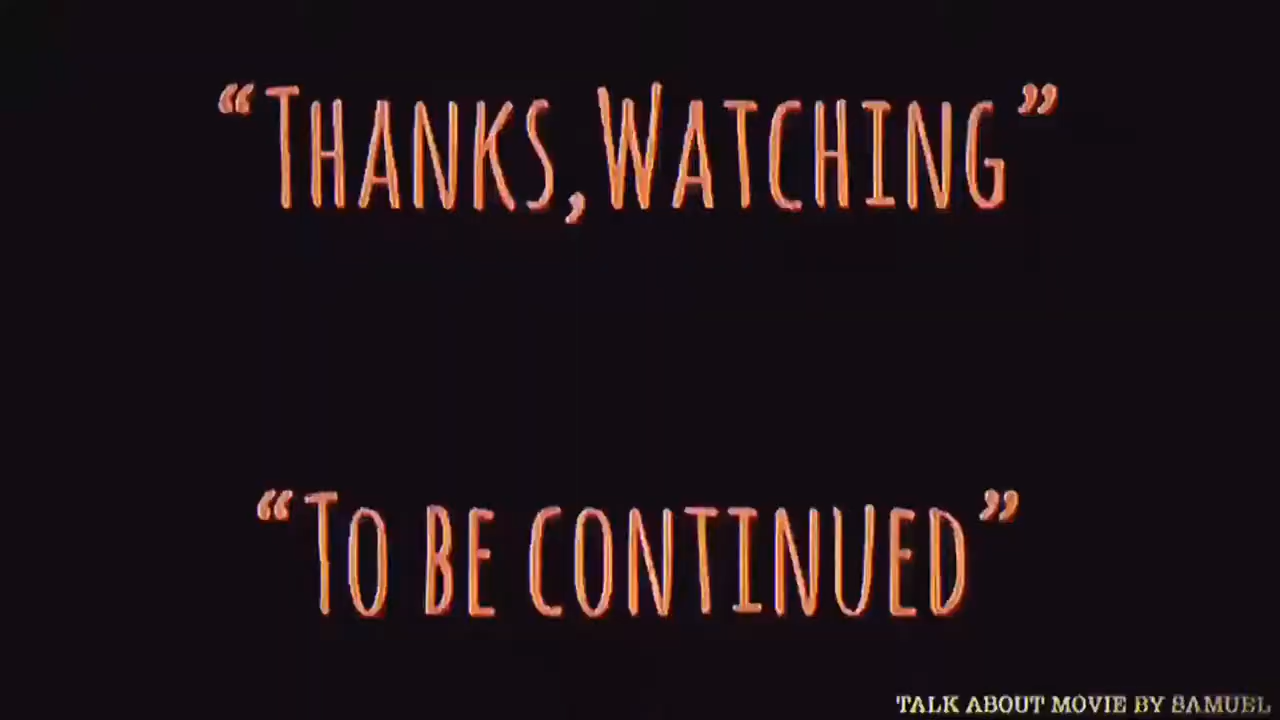 “THANKS,WATCHING”
“TO BE CONTINUED”
TALK ABOUT MOVIE BY SAMUEL